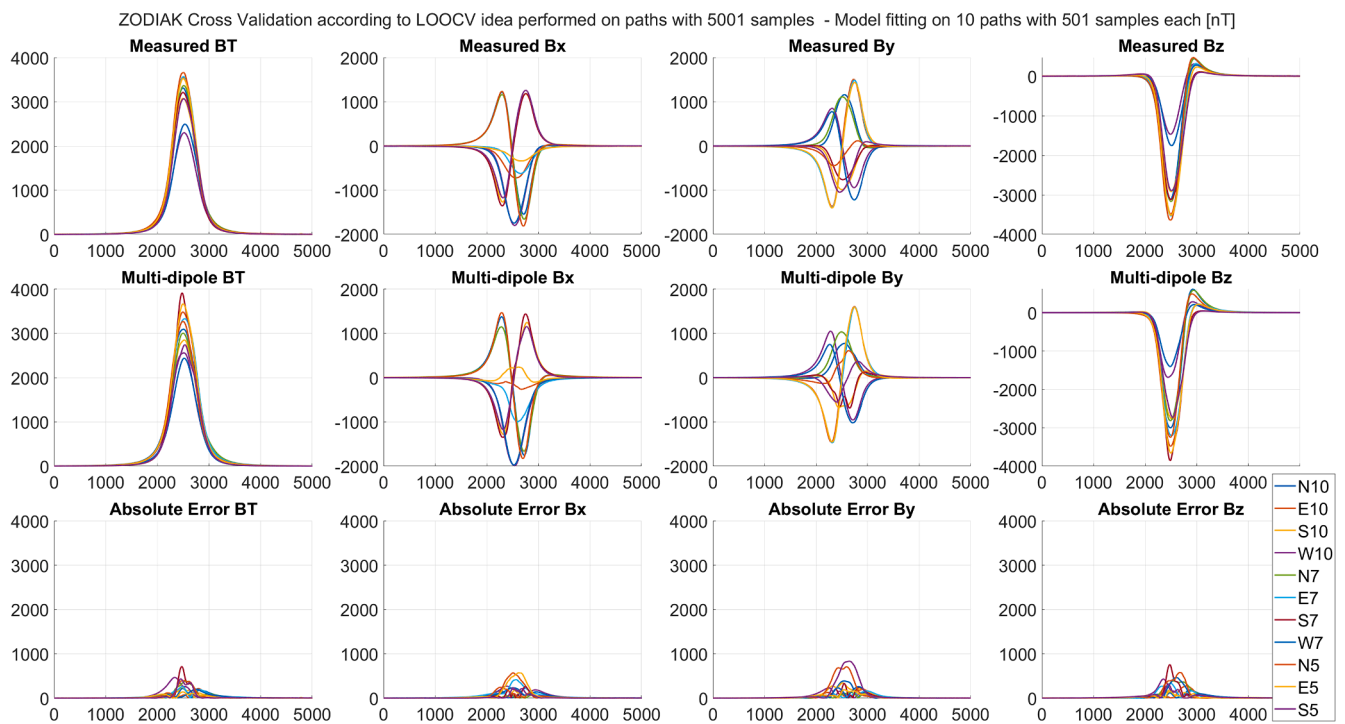 ZODIAK Cross Validation according to LOOCV idea performed on paths with 5001 samples  - Model fitting on 10 paths with 501 samples each [nT]
Measured BT Measured Bx Measured By Measured Bz
4000 2000 2000 0
3000 1000 1000 -1000
2000 0 0 -2000
1000 -1000 -1000 -3000
0 -2000 -2000 -4000
0 1000 2000 3000 4000 5000 0 1000 2000 3000 4000 5000 0 1000 2000 3000 4000 5000 0 1000 2000 3000 4000 5000
Multi-dipole BT Multi-dipole Bx Multi-dipole By Multi-dipole Bz
4000 2000 2000 0
3000 1000 1000 -1000
2000 0 0 -2000
1000 -1000 -1000 -3000
0 -2000 -2000 -4000
0 1000 2000 3000 4000 5000 0 1000 2000 3000 4000 5000 0 1000 2000 3000 4000 5000 0 1000 2000 3000 4000
Absolute Error BT Absolute Error Bx Absolute Error By Absolute Error Bz
4000 4000 4000 4000
3000 3000 3000 3000
2000 2000 2000 2000
1000 1000 1000 1000
0 0 0 0
0 1000 2000 3000 4000 5000 0 1000 2000 3000 4000 5000 0 1000 2000 3000 4000 5000 0 1000 2000 3000 4000
N10
E10
S10
W10
N7
E7
S7
W7
N5
E5
S5